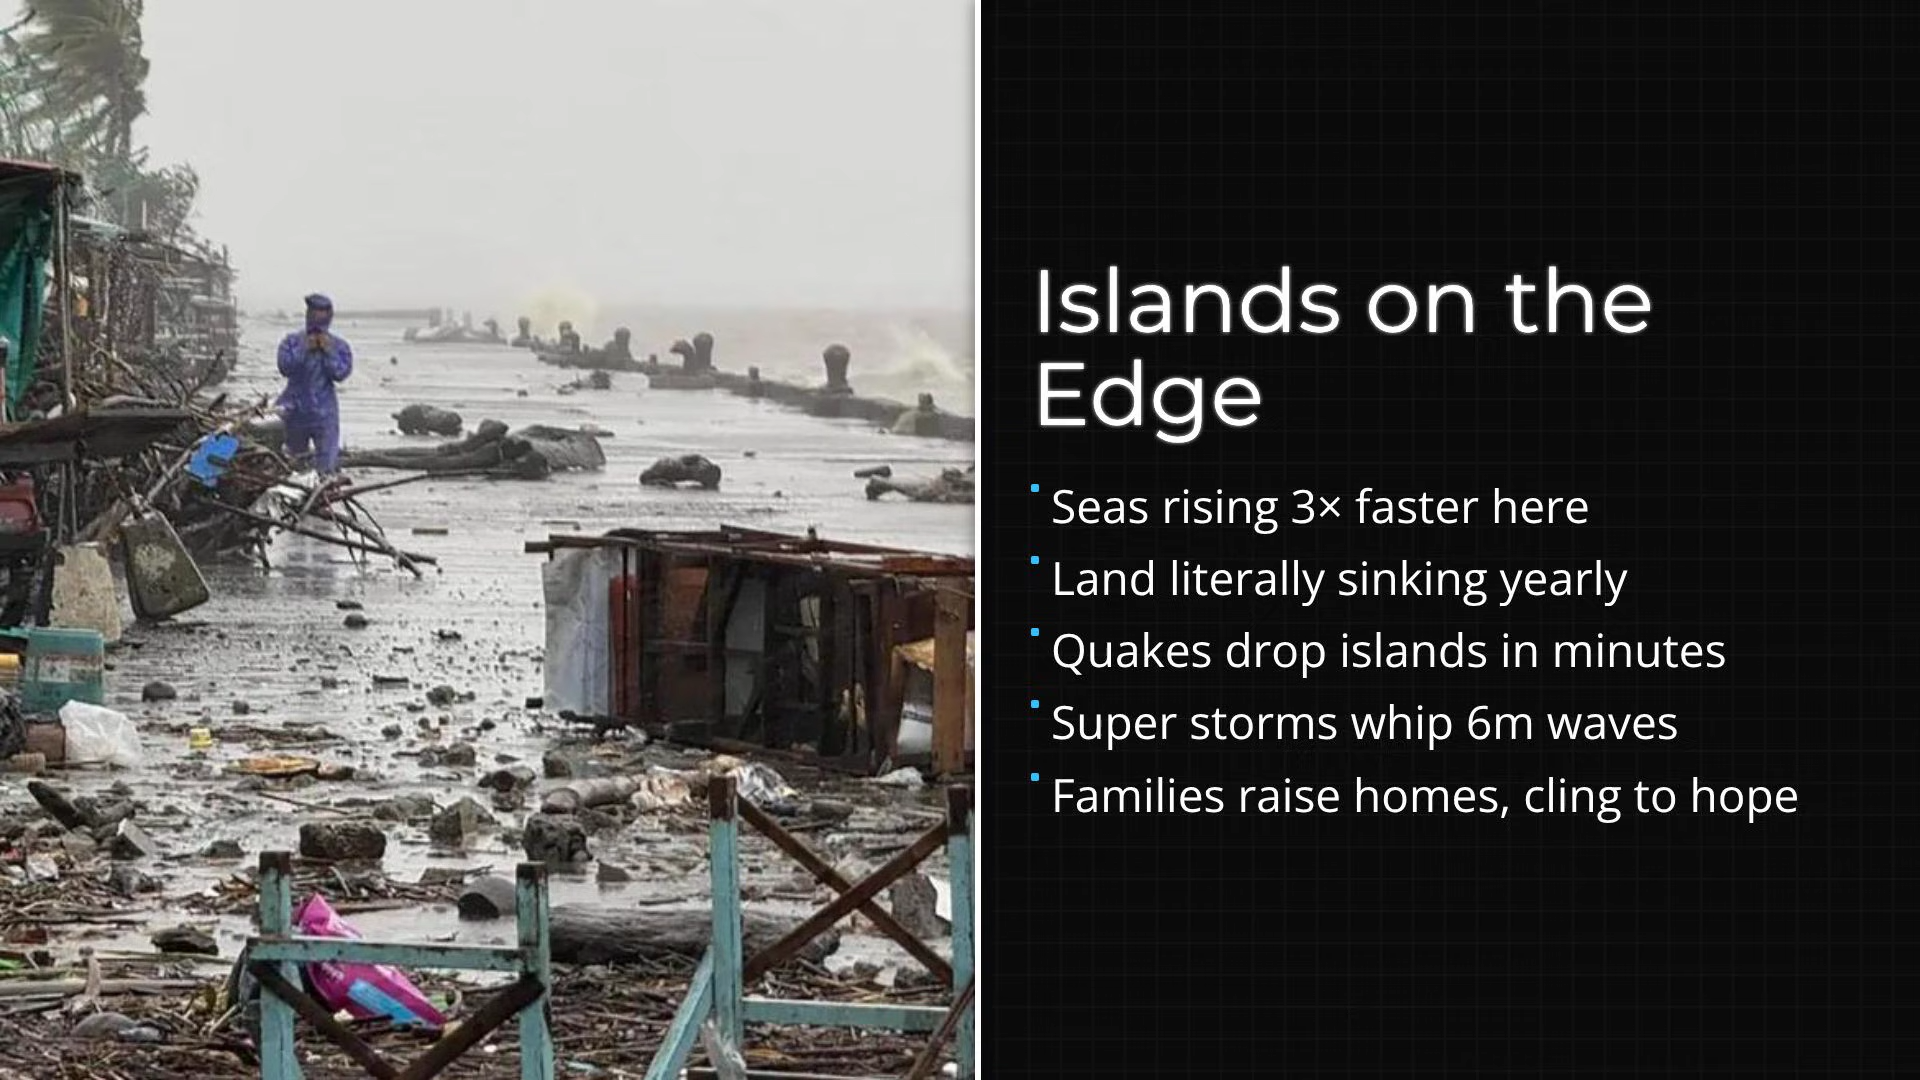 Islands on the
Edge
Seas rising 3× faster here
Land literally sinking yearly
Quakes drop islands in minutes
Super storms whip 6m waves
Families raise homes, cling to hope